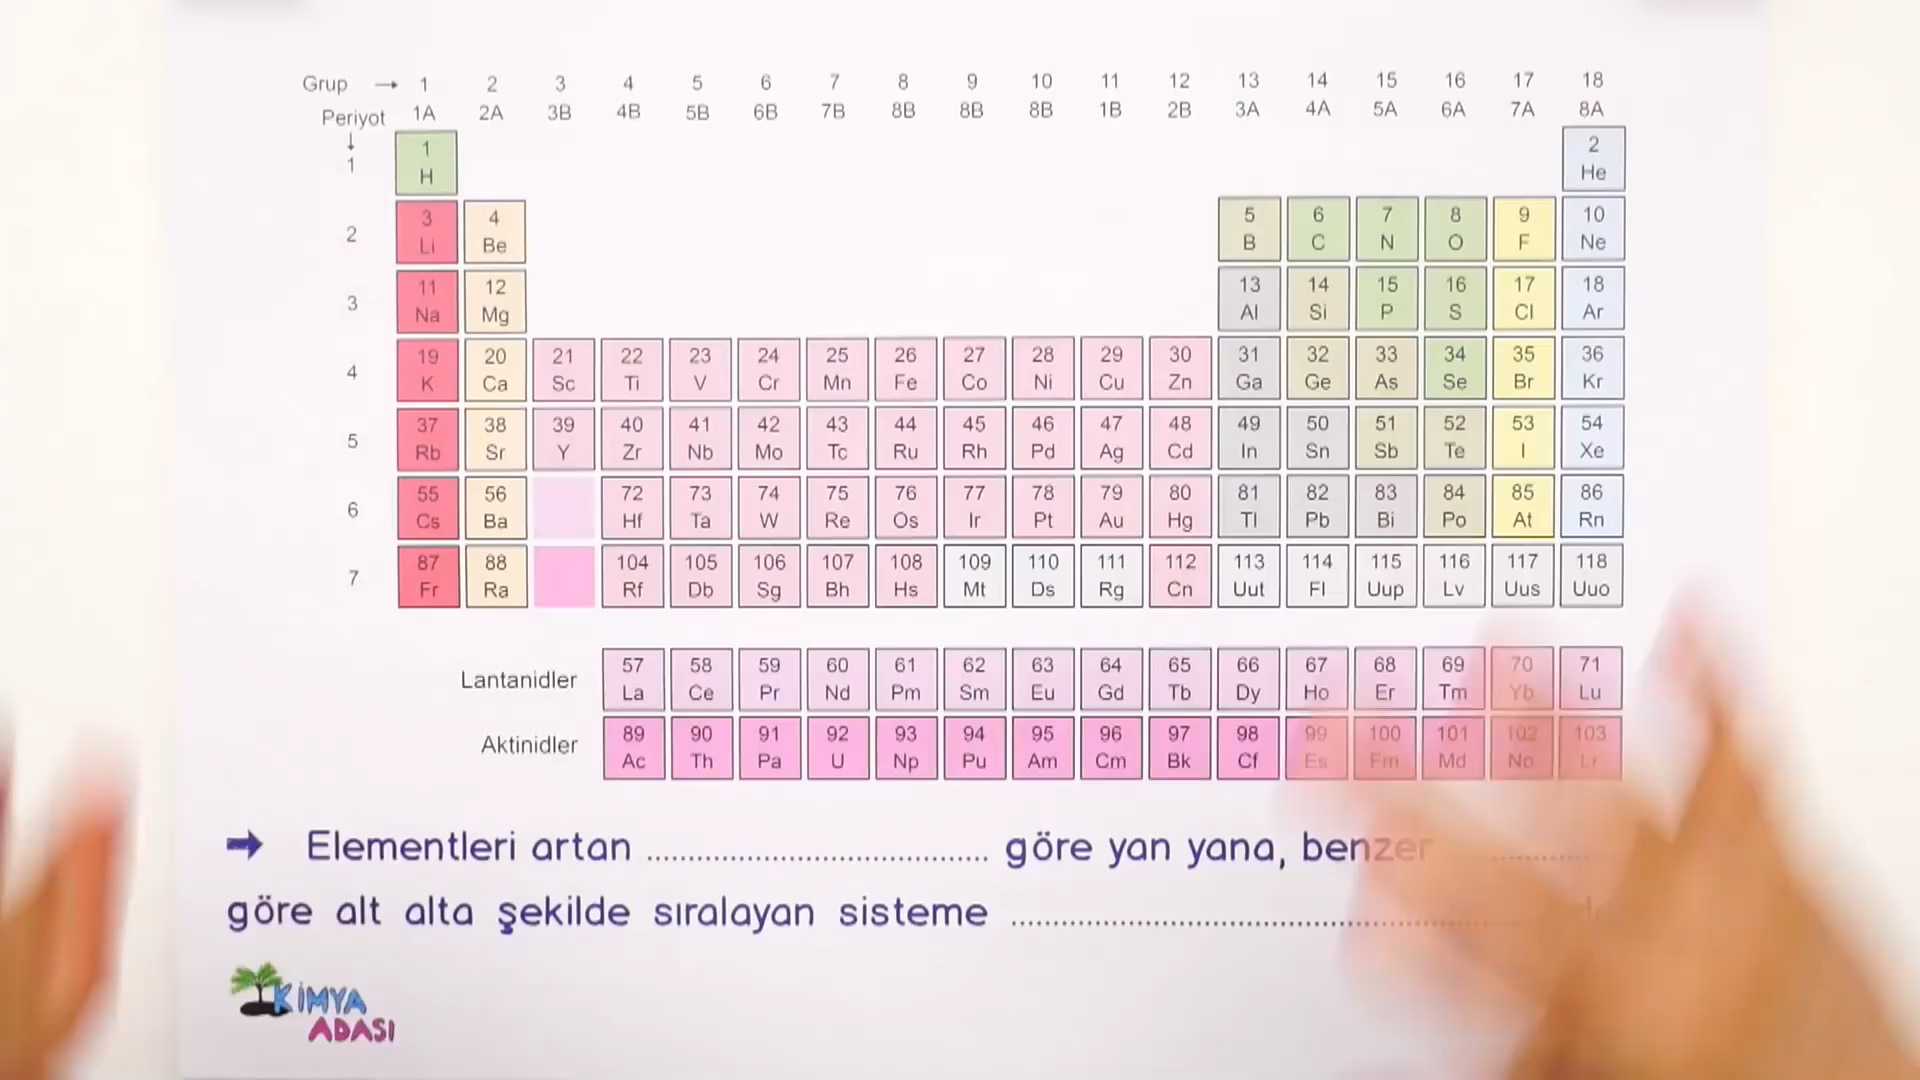 Grup → 1 2 3 4 5 6 7 8 9 10 11 12 13 14 15 16 17 18
Periyot 1A 2A 3B 4B 5B 6B 7B 8B 8B 8B 1B 2B 3A 4A 5A 6A 7A 8A
↓
1 1 2
H He
2 3 4 5 6 7 8 9 10
Li Be B C N O F Ne
3 11 12 13 14 15 16 17 18
Na Mg Al Si P S Cl Ar
4 19 20 21 22 23 24 25 26 27 28 29 30 31 32 33 34 35 36
K Ca Sc Ti V Cr Mn Fe Co Ni Cu Zn Ga Ge As Se Br Kr
5 37 38 39 40 41 42 43 44 45 46 47 48 49 50 51 52 53 54
Rb Sr Y Zr Nb Mo Tc Ru Rh Pd Ag Cd In Sn Sb Te I Xe
6 55 56 72 73 74 75 76 77 78 79 80 81 82 83 84 85 86
Cs Ba Hf Ta W Re Os Ir Pt Au Hg Tl Pb Bi Po At Rn
7 87 88 104 105 106 107 108 109 110 111 112 113 114 115 116 117 118
Fr Ra Rf Db Sg Bh Hs Mt Ds Rg Cn Uut Fl Uup Lv Uus Uuo
Lantanidler 57 58 59 60 61 62 63 64 65 66 67 68 69 70 71
La Ce Pr Nd Pm Sm Eu Gd Tb Dy Ho Er Tm Yb Lu
Aktinidler 89 90 91 92 93 94 95 96 97 98 99 100 101 102 103
Ac Th Pa U Np Pu Am Cm Bk Cf Es Fm Md No Lr
➡ Elementleri artan .......................................... göre yan yana, benzer ............
göre alt alta şekilde sıralayan sisteme ................................................................
KİMYA
ADASI